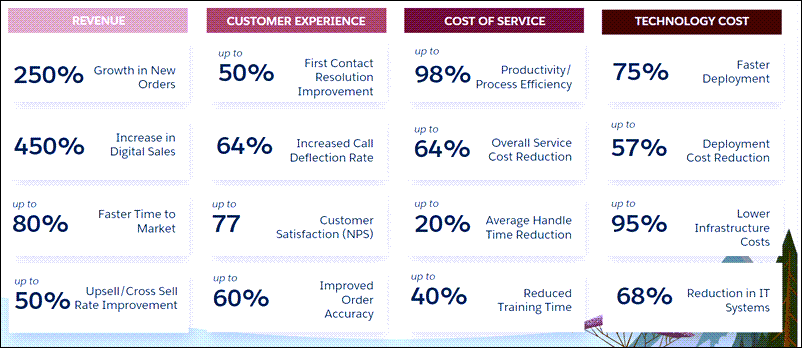 REVENUE
250% Growth in New
Orders
450% Increase in
Digital Sales
up to
80% Faster Time to
Market
up to
50% Upsell/Cross Sell
Rate Improvement
CUSTOMER EXPERIENCE
up to
50% First Contact
Resolution
Improvement
64% Increased Call
Deflection Rate
up to
77 Customer
Satisfaction (NPS)
up to
60% Improved
Order
Accuracy
COST OF SERVICE
up to
98% Productivity/
Process Efficiency
up to
64% Overall Service
Cost Reduction
up to
20% Average Handle
Time Reduction
up to
40% Reduced
Training Time
TECHNOLOGY COST
75% Faster
Deployment
up to
57% Deployment
Cost Reduction
up to
95% Lower
Infrastructure
Costs
68% Reduction in IT
Systems